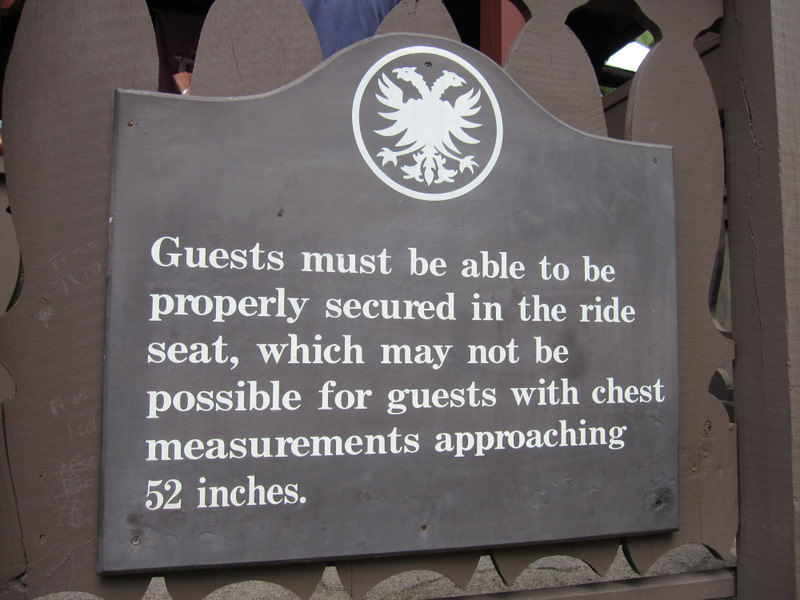 Guests must be able to be
properly secured in the ride
seat, which may not be
possible for guests with chest
measurements approaching
52 inches.